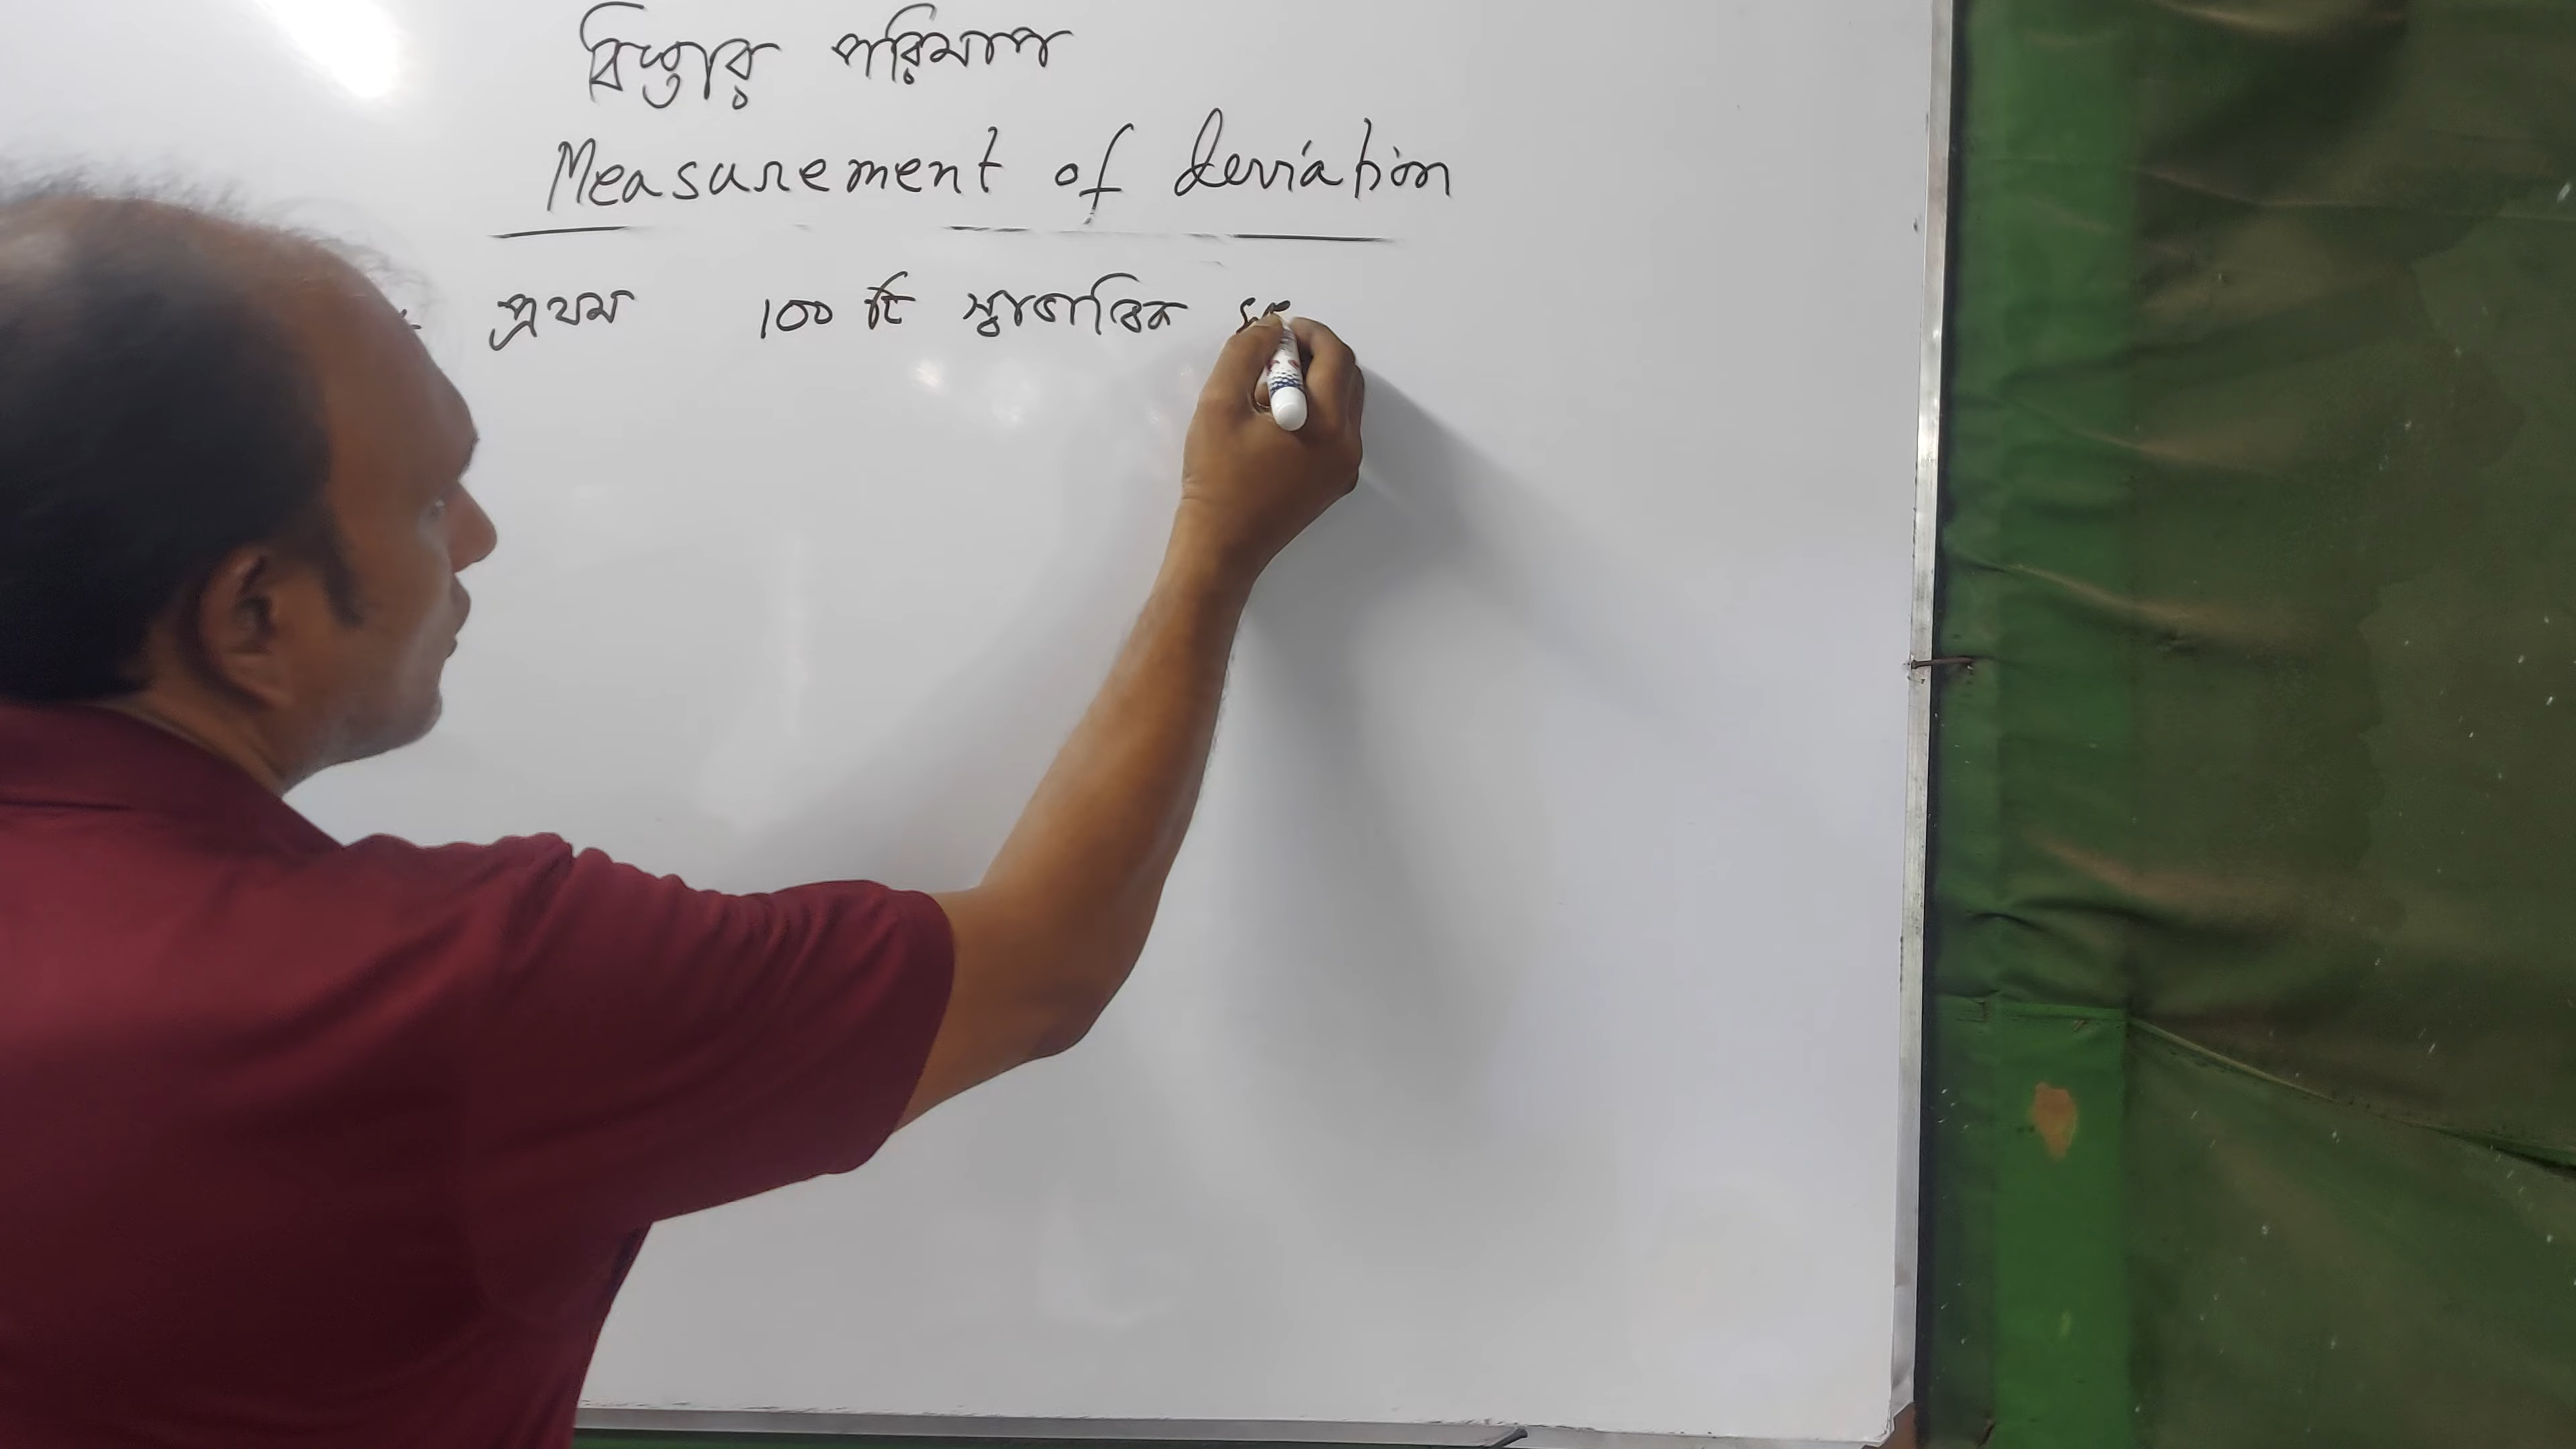 বিস্তার পরিমাপ
Measurement of deviation
প্রথম 100 টি স্বাভাবিক